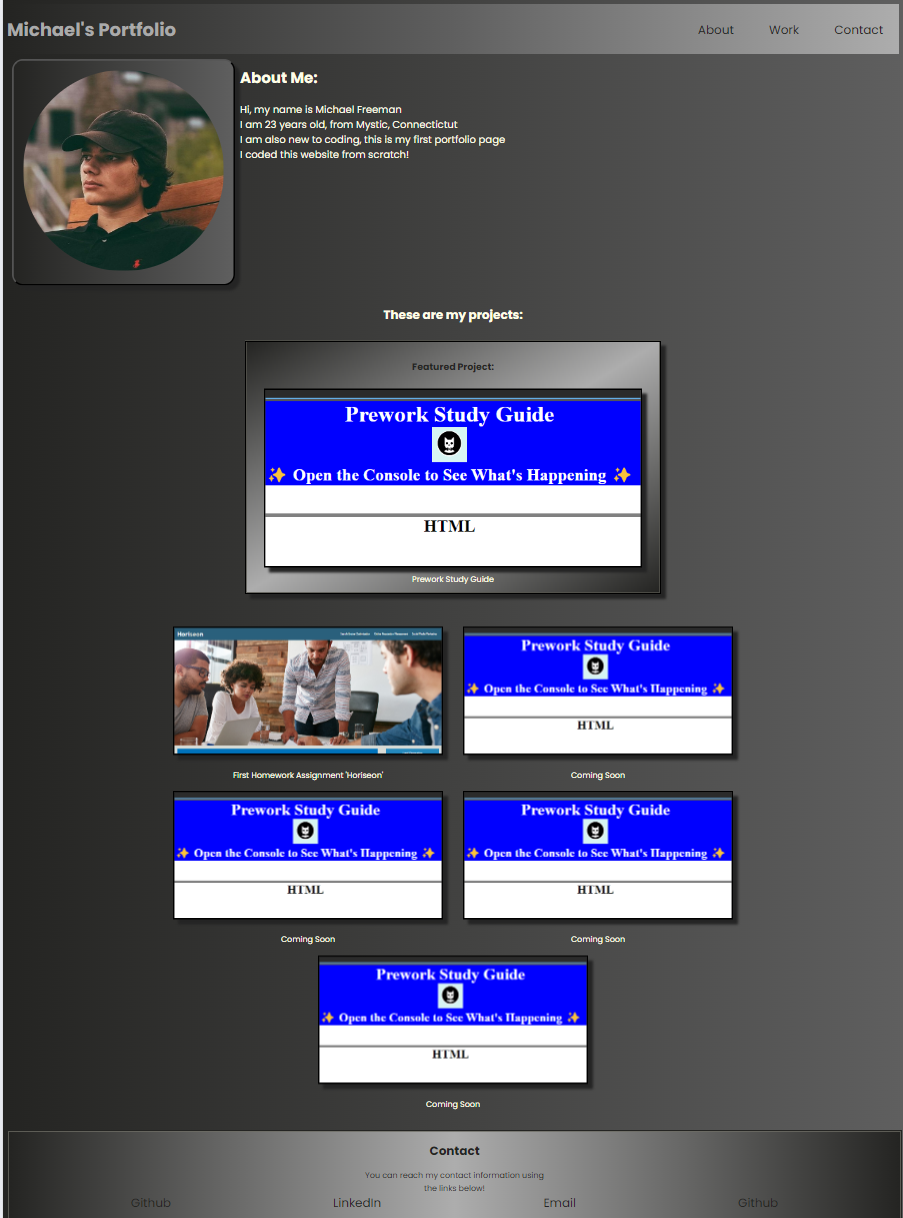 Michael's Portfolio
About Work Contact
About Me:
Hi, my name is Michael Freeman
I am 23 years old, from Mystic, Connectictut
I am also new to coding, this is my first portfolio page
I coded this website from scratch!
These are my projects:
Featured Project:
Prework Study Guide
✨ Open the Console to See What's Happening ✨
HTML
Prework Study Guide
Horiseon
First Homework Assignment 'Horiseon'
Prework Study Guide
✨ Open the Console to See What's Happening ✨
HTML
Coming Soon
Prework Study Guide
✨ Open the Console to See What's Happening ✨
HTML
Coming Soon
Prework Study Guide
✨ Open the Console to See What's Happening ✨
HTML
Coming Soon
Prework Study Guide
✨ Open the Console to See What's Happening ✨
HTML
Coming Soon
Contact
You can reach my contact information using
the links below!
Github LinkedIn Email Github